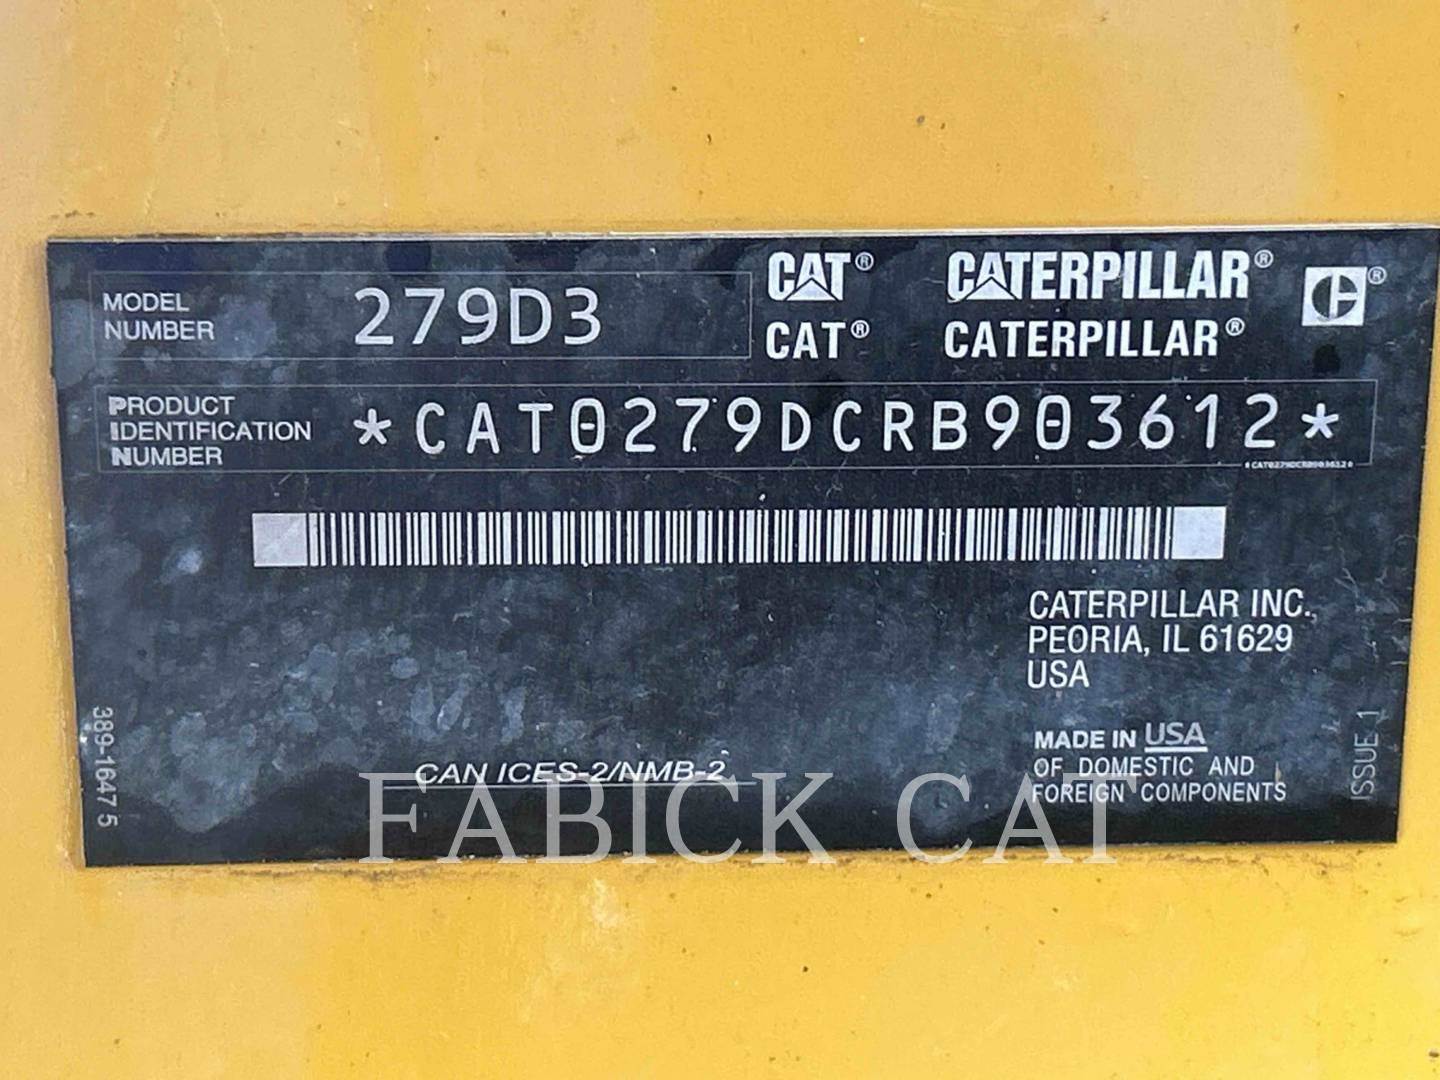 MODEL NUMBER 279D3
CAT® CATERPILLAR®
CAT® CATERPILLAR®
PRODUCT IDENTIFICATION NUMBER *CAT0279DCRB903612*
*CAT0279DCRB903612*
CATERPILLAR INC.,
PEORIA, IL 61629
USA
MADE IN USA
OF DOMESTIC AND
FOREIGN COMPONENTS
CAN ICES-2/NMB-2
389-1647 5
ISSUE 1
FABICK CAT